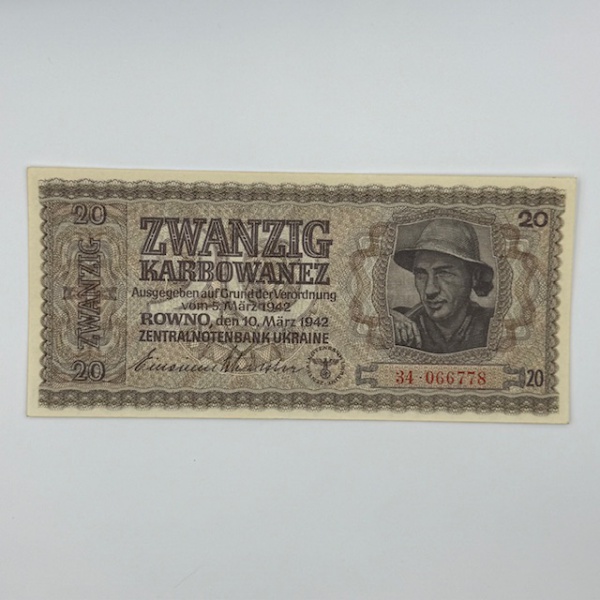 20
ZWANZIG
20
ZWANZIG
KARBOWANEZ
Ausgegeben auf Grund der Verordnung
vom 5. März 1942
ROWNO, den 10. März 1942
ZENTRALNOTENBANK UKRAINE
20
34·066778
20